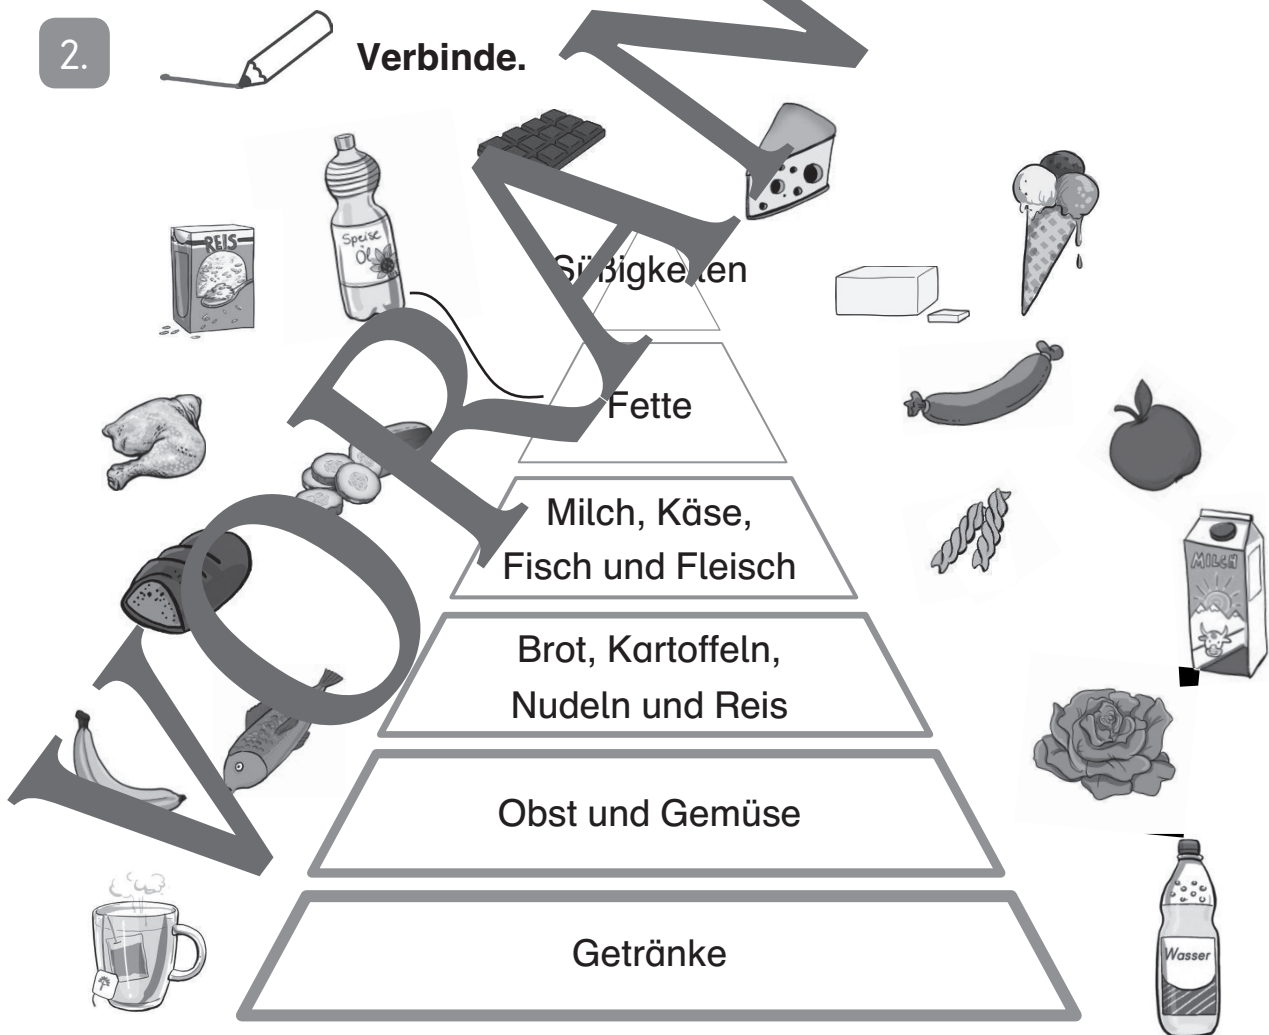 2.
Verbinde.
REIS
Speise
Öl
Süßigkeiten
Fette
Milch, Käse,
Fisch und Fleisch
MILCH
Brot, Kartoffeln,
Nudeln und Reis
Obst und Gemüse
Getränke
Wasser
VORAN